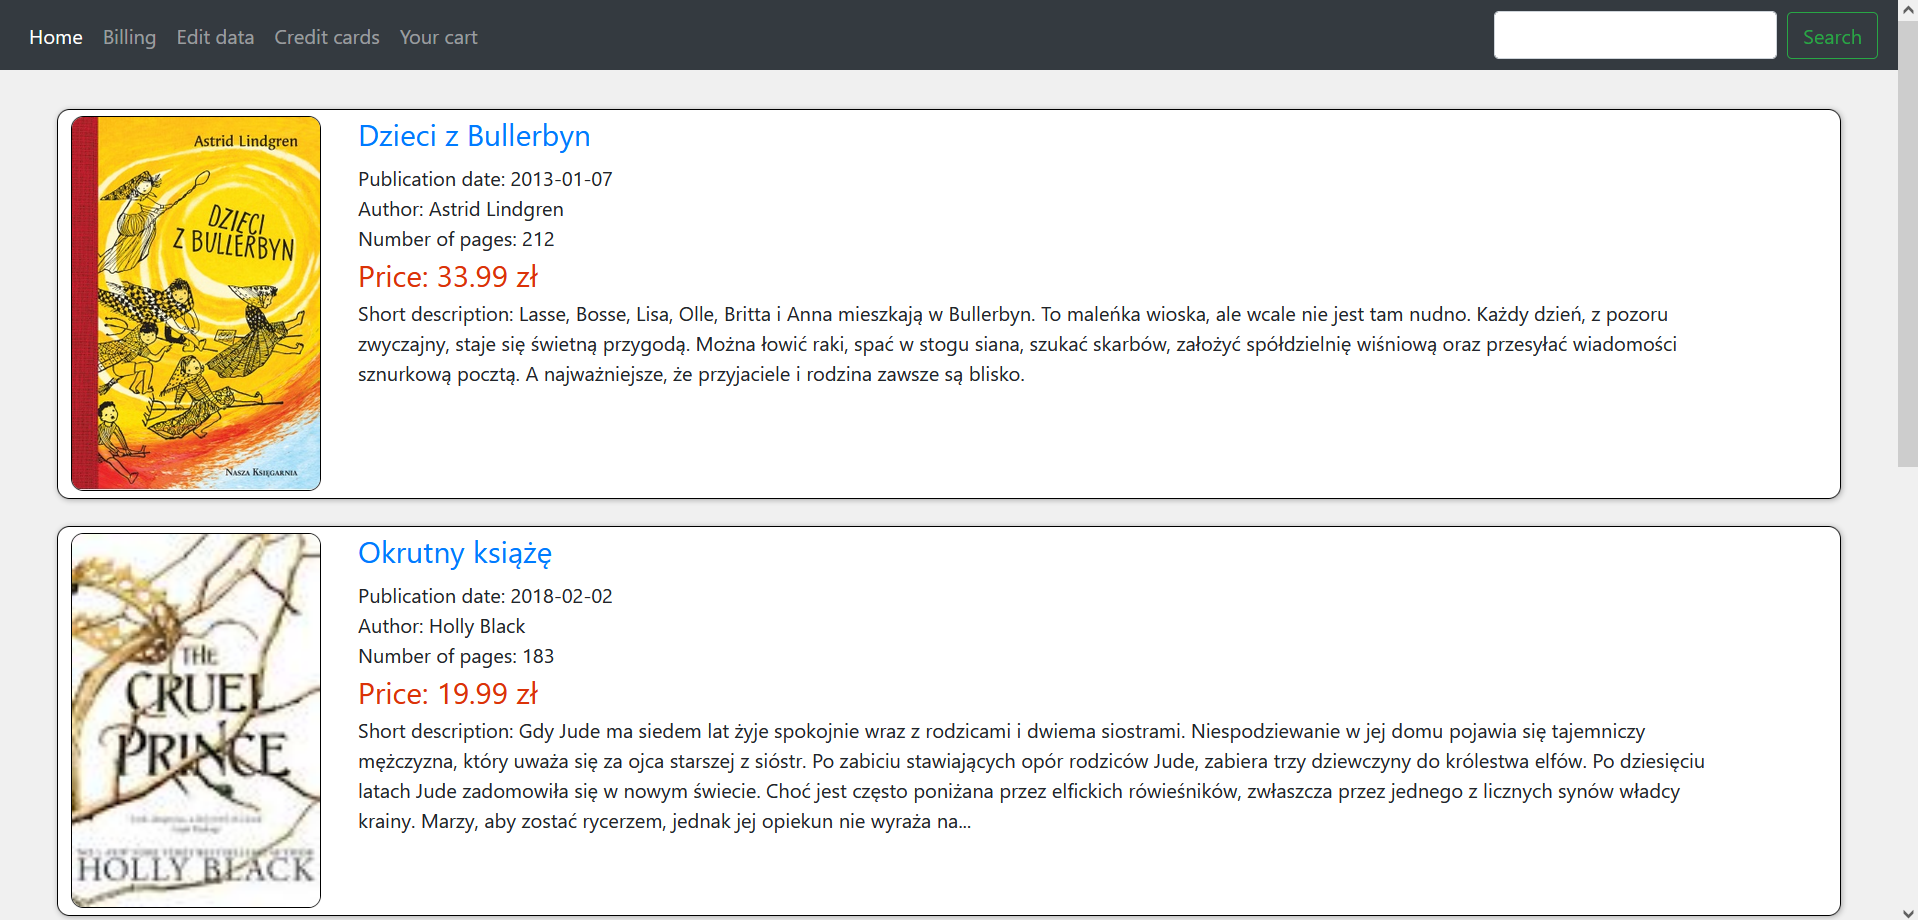 Home Billing Edit data Credit cards Your cart Search
Astrid Lindgren
DZIECI
Z BULLERBYN
NASZA KSIĘGARNIA
Dzieci z Bullerbyn
Publication date: 2013-01-07
Author: Astrid Lindgren
Number of pages: 212
Price: 33.99 zł
Short description: Lasse, Bosse, Lisa, Olle, Britta i Anna mieszkają w Bullerbyn. To maleńka wioska, ale wcale nie jest tam nudno. Każdy dzień, z pozoru
zwyczajny, staje się świetną przygodą. Można łowić raki, spać w stogu siana, szukać skarbów, założyć spółdzielnię wiśniową oraz przesyłać wiadomości
sznurkową pocztą. A najważniejsze, że przyjaciele i rodzina zawsze są blisko.
THE
CRUEL
PRINCE
HOLLY BLACK
Okrutny książę
Publication date: 2018-02-02
Author: Holly Black
Number of pages: 183
Price: 19.99 zł
Short description: Gdy Jude ma siedem lat żyje spokojnie wraz z rodzicami i dwiema siostrami. Niespodziewanie w jej domu pojawia się tajemniczy
mężczyzna, który uważa się za ojca starszej z sióstr. Po zabiciu stawiających opór rodziców Jude, zabiera trzy dziewczyny do królestwa elfów. Po dziesięciu
latach Jude zadomowiła się w nowym świecie. Choć jest często poniżana przez elfickich rówieśników, zwłaszcza przez jednego z licznych synów władcy
krainy. Marzy, aby zostać rycerzem, jednak jej opiekun nie wyraża na...